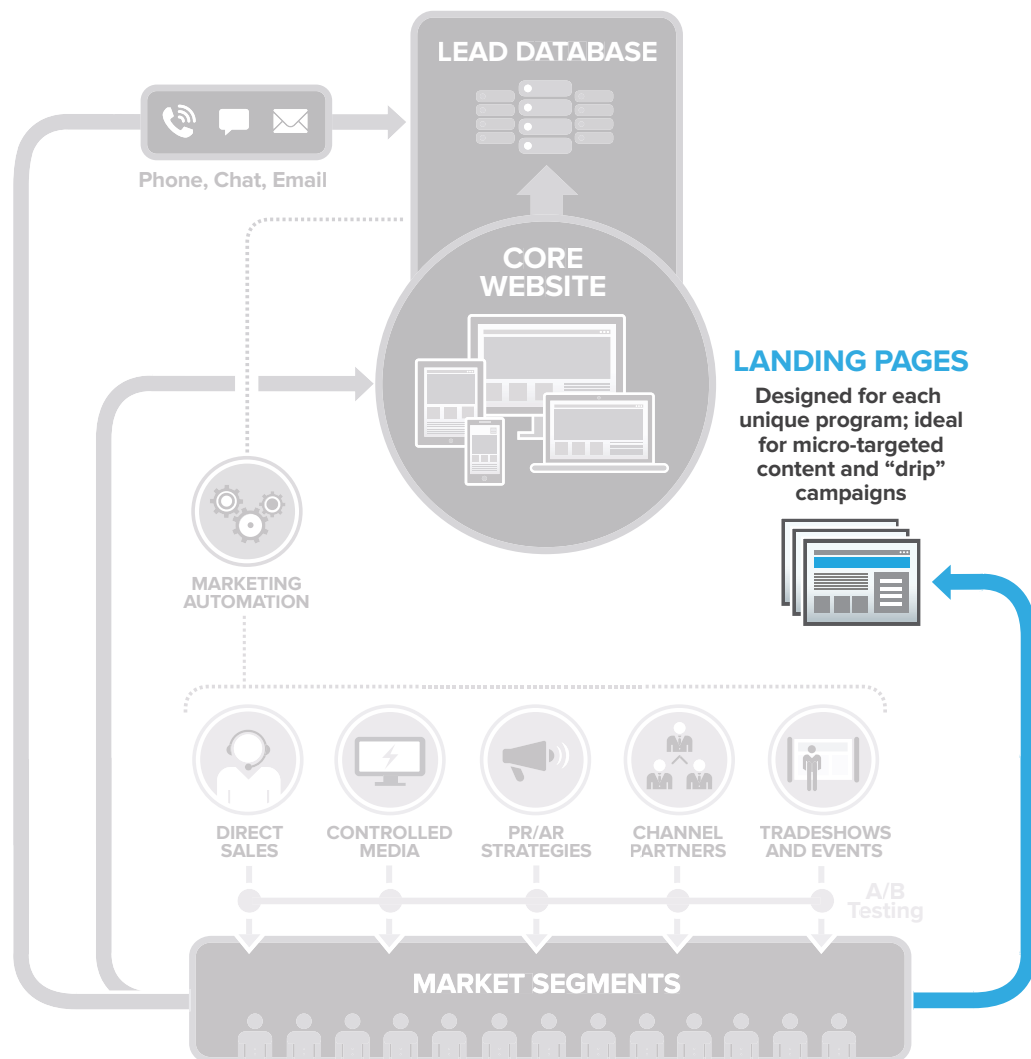 LEAD DATABASE
Phone, Chat, Email
CORE
WEBSITE
LANDING PAGES
Designed for each
unique program; ideal
for micro-targeted
content and “drip”
campaigns
MARKETING
AUTOMATION
DIRECT
SALES
CONTROLLED
MEDIA
PR/AR
STRATEGIES
CHANNEL
PARTNERS
TRADESHOWS
AND EVENTS
A/B
Testing
MARKET SEGMENTS